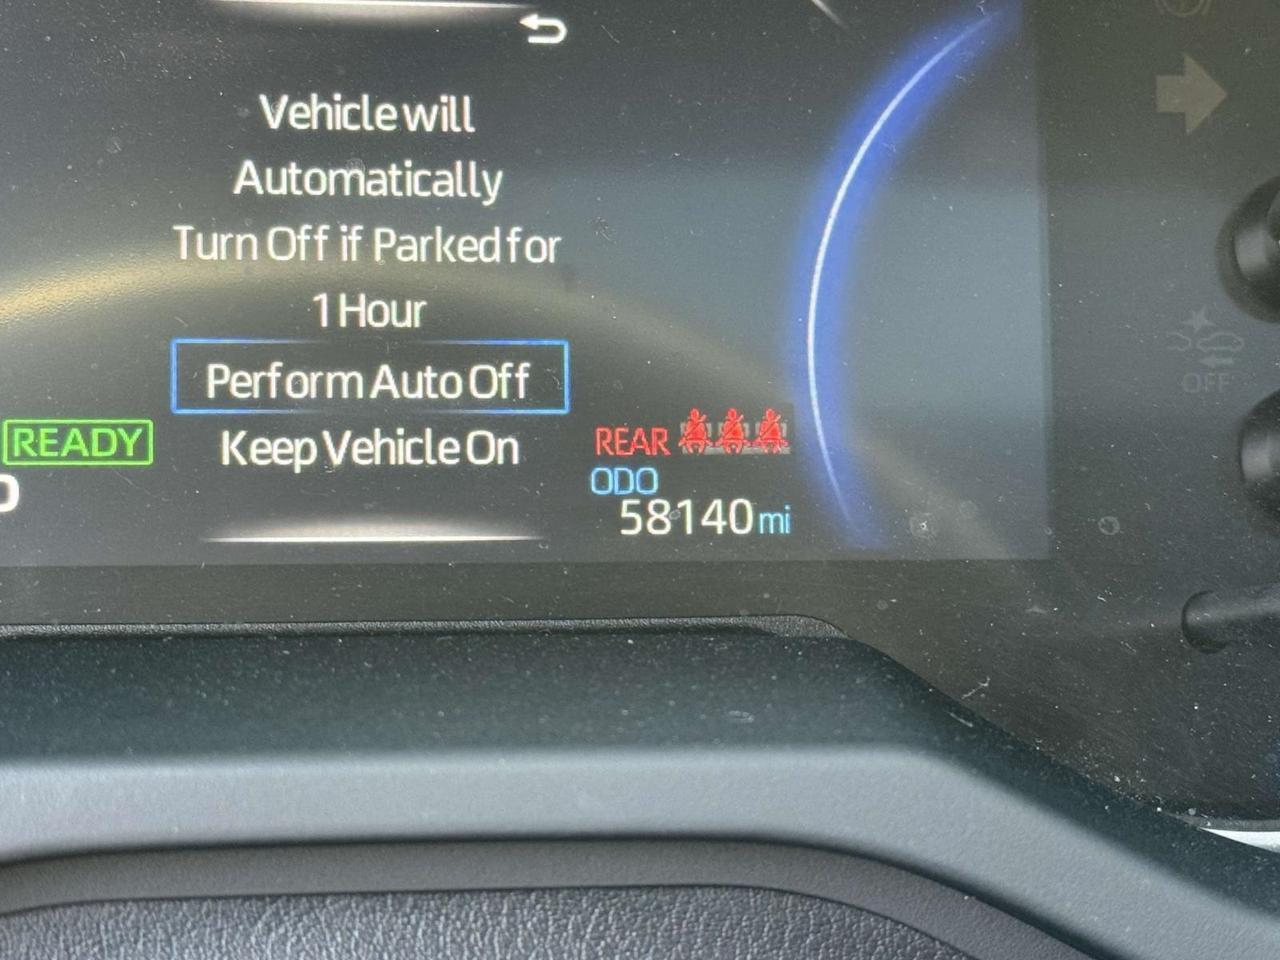 Vehicle will
Automatically
Turn Off if Parked for
1 Hour
Perform Auto Off
READY
Keep Vehicle On
REAR
ODO
58140 mi
OFF